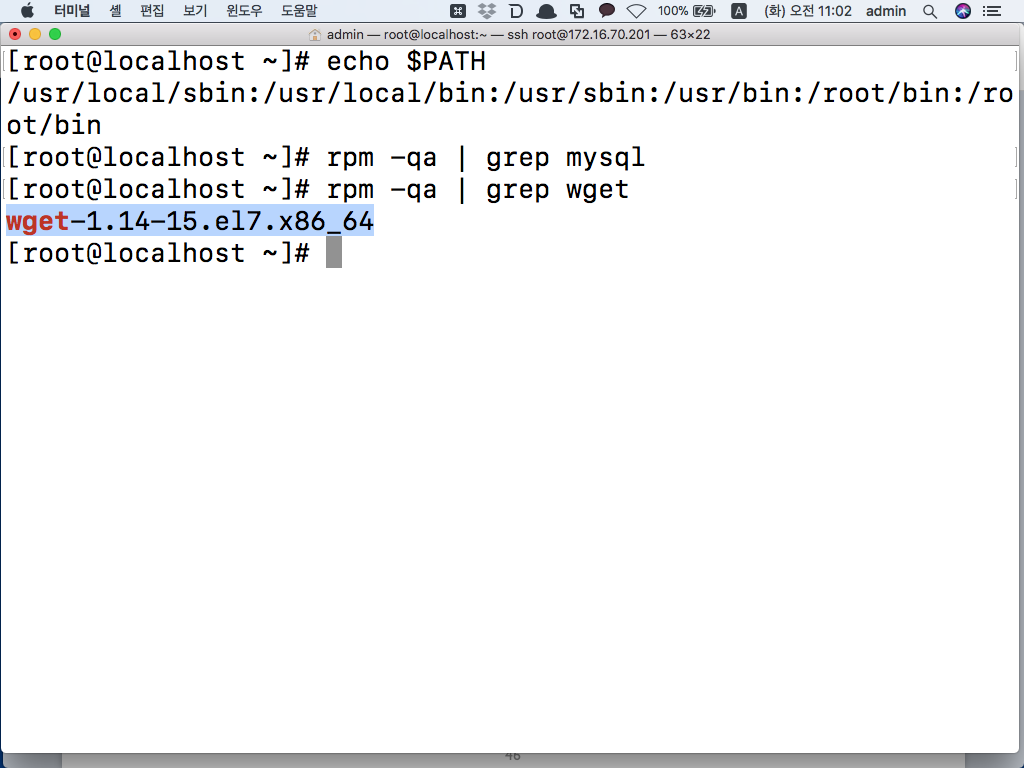 터미널 셸 편집 보기 윈도우 도움말 100% A (화) 오전 11:02 admin
admin — root@localhost:~ — ssh root@172.16.70.201 — 63×22
[root@localhost ~]# echo $PATH
/usr/local/sbin:/usr/local/bin:/usr/sbin:/usr/bin:/root/bin:/ro
ot/bin
[root@localhost ~]# rpm -qa | grep mysql
[root@localhost ~]# rpm -qa | grep wget
wget-1.14-15.el7.x86_64
[root@localhost ~]#
46